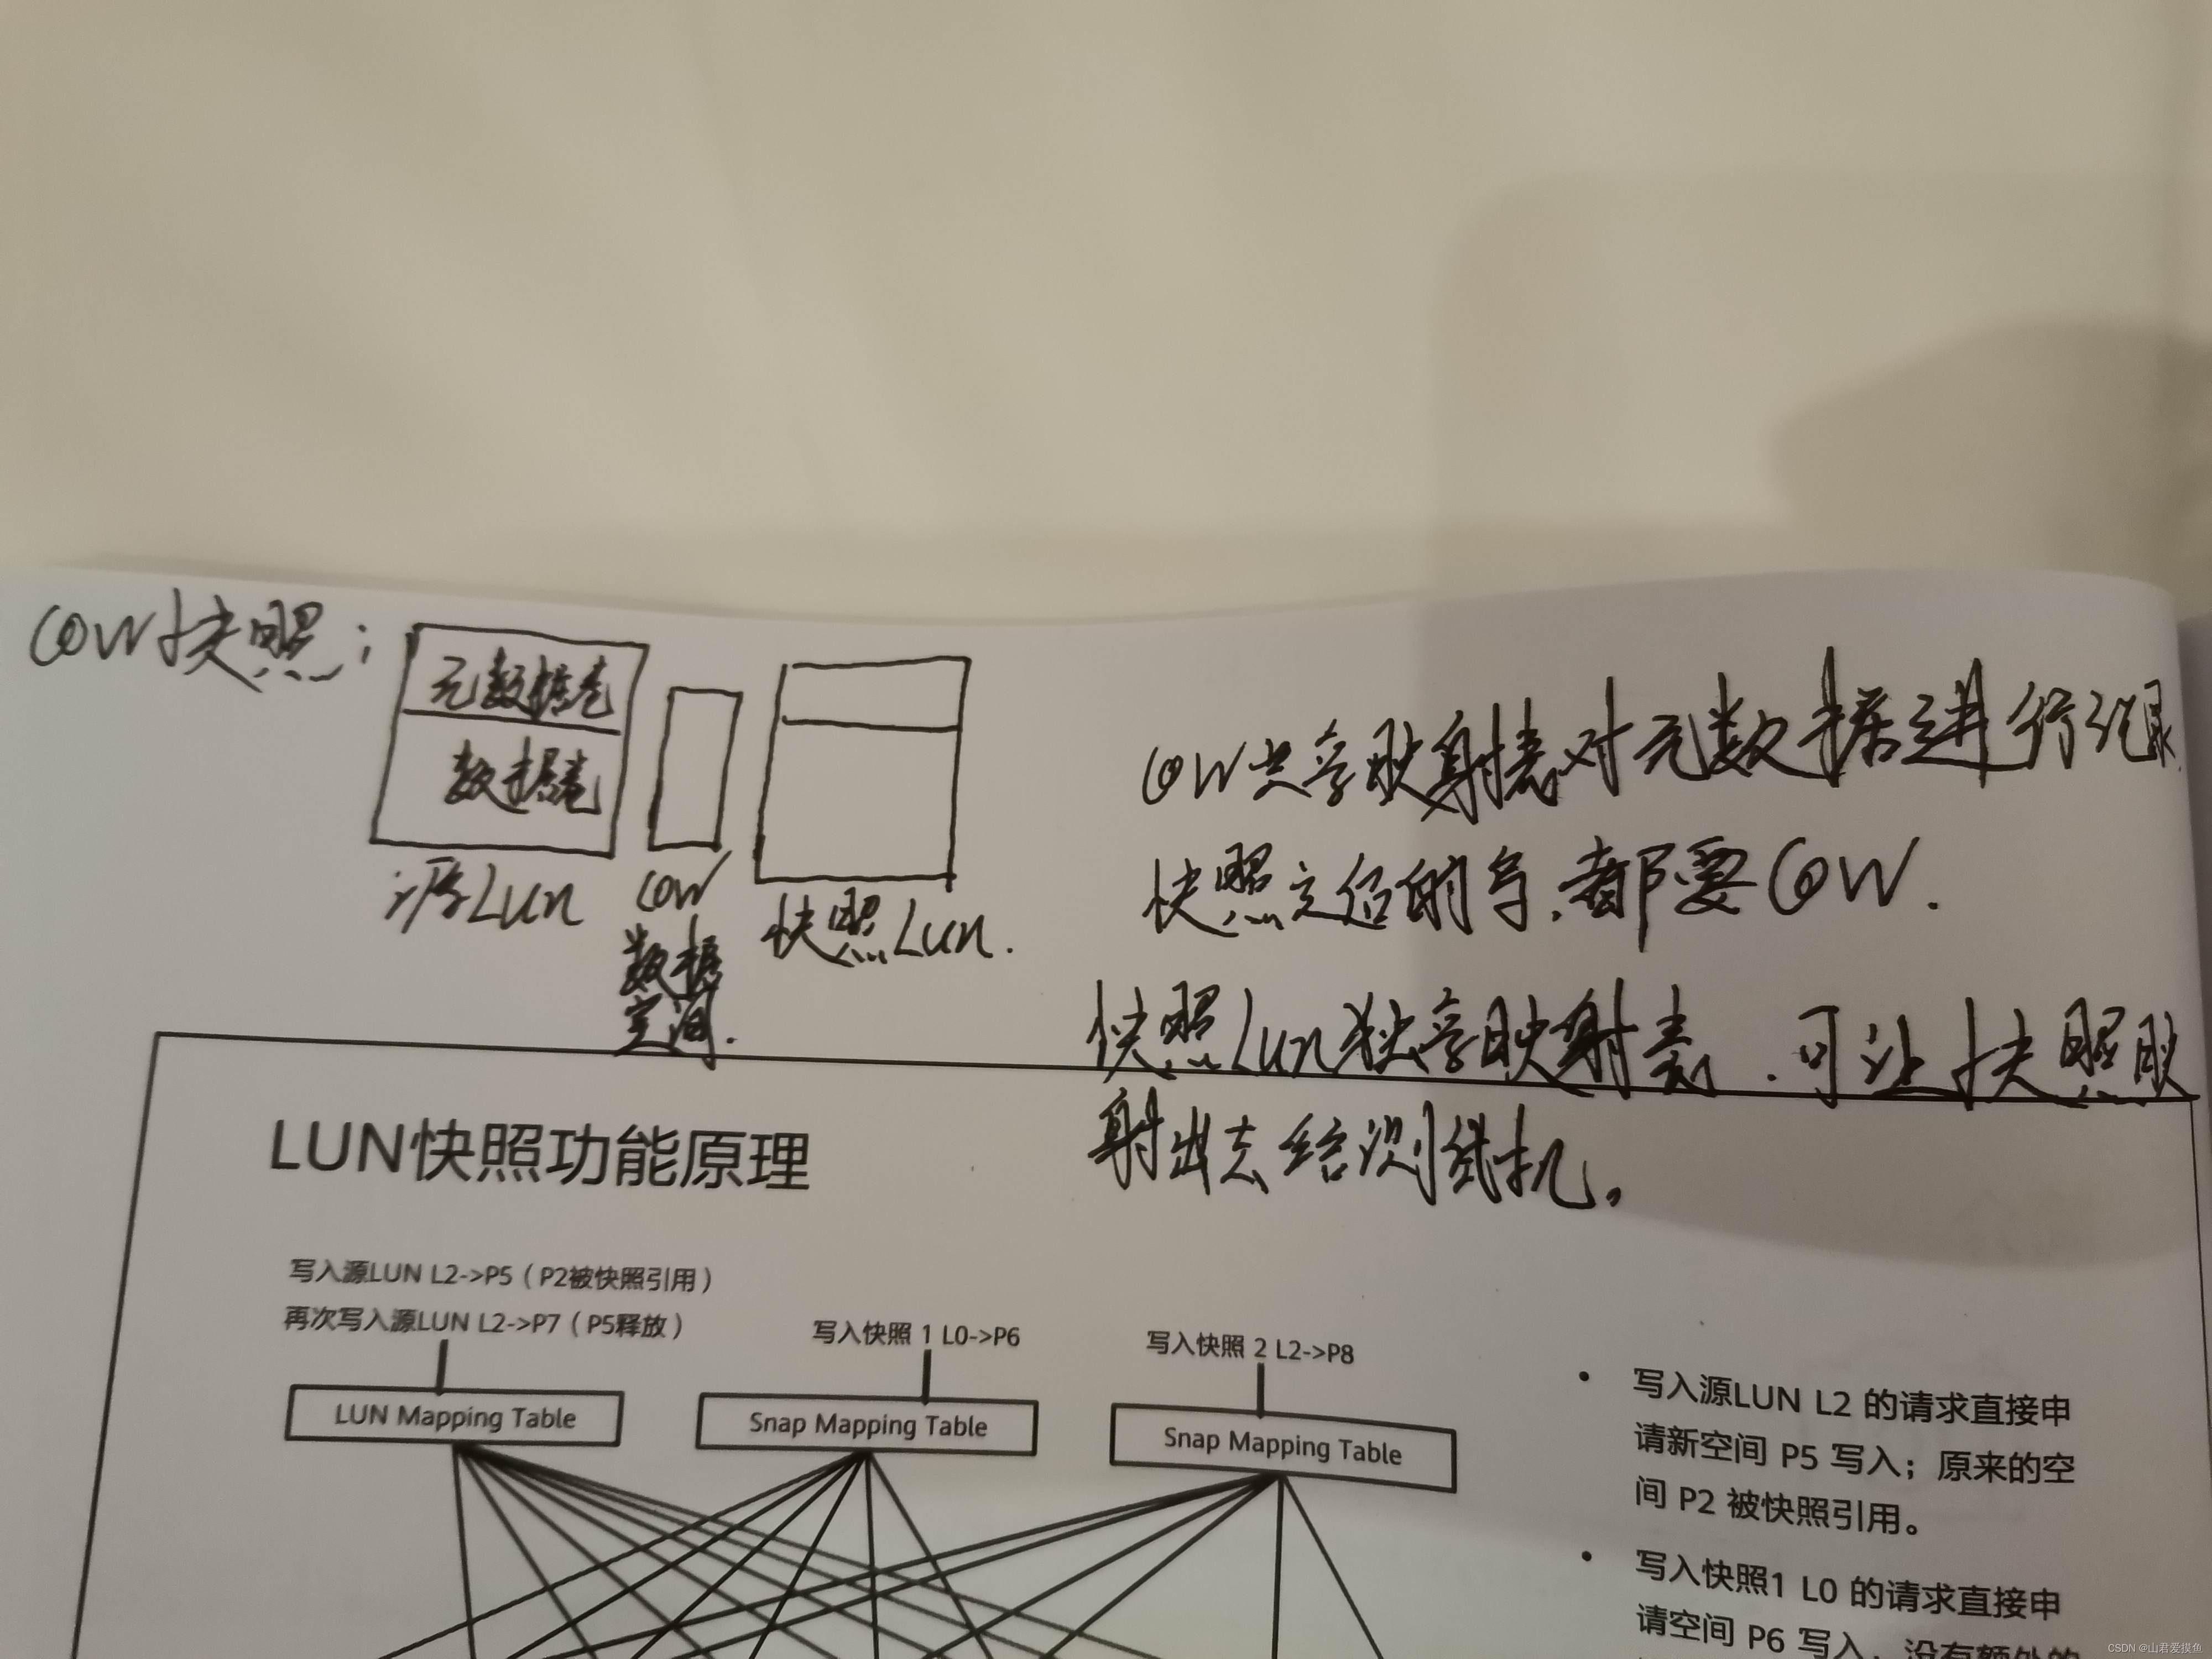 COW快照：
元数据卷
数据卷
源Lun
COW
数据
空间.
快照Lun.
COW共享映射表对元数据进行记录.
快照之后的写，都要COW.
快照Lun独享映射表.可让快照映
射出去给测试机。
LUN快照功能原理
写入源LUN L2->P5（P2被快照引用）
再次写入源LUN L2->P7（P5释放）
写入快照 1 L0->P6
写入快照 2 L2->P8
LUN Mapping Table
Snap Mapping Table
Snap Mapping Table
• 写入源LUN L2 的请求直接申
请新空间 P5 写入；原来的空
间 P2 被快照引用。
• 写入快照1 L0 的请求直接申
请空间 P6 写入，没有额外的
CSDN @山君爱摸鱼